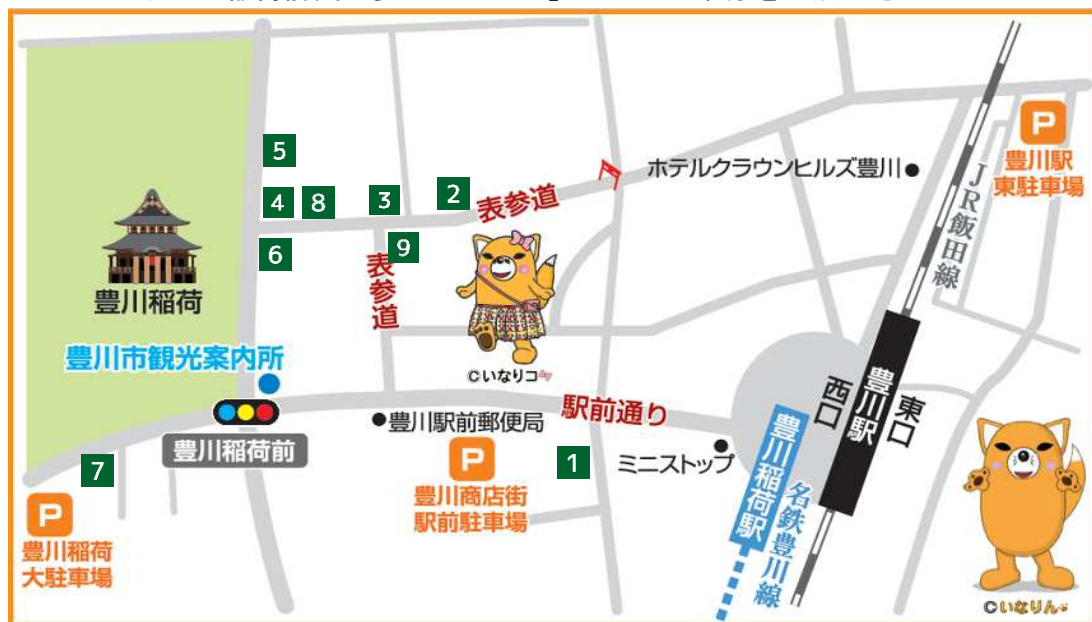 5
4
8
3
2
表参道
ホテルクラウンヒルズ豊川
P
豊川駅
東駐車場
JR飯田線
6
9
表参道
豊川稲荷
豊川市観光案内所
©いなりコ
豊川稲荷前
豊川駅前郵便局
駅前通り
西口
豊川駅
東口
7
P
豊川商店街
駅前駐車場
1
ミニストップ
豊川稲荷駅
名鉄豊川線
P
豊川稲荷
大駐車場
©いなりん